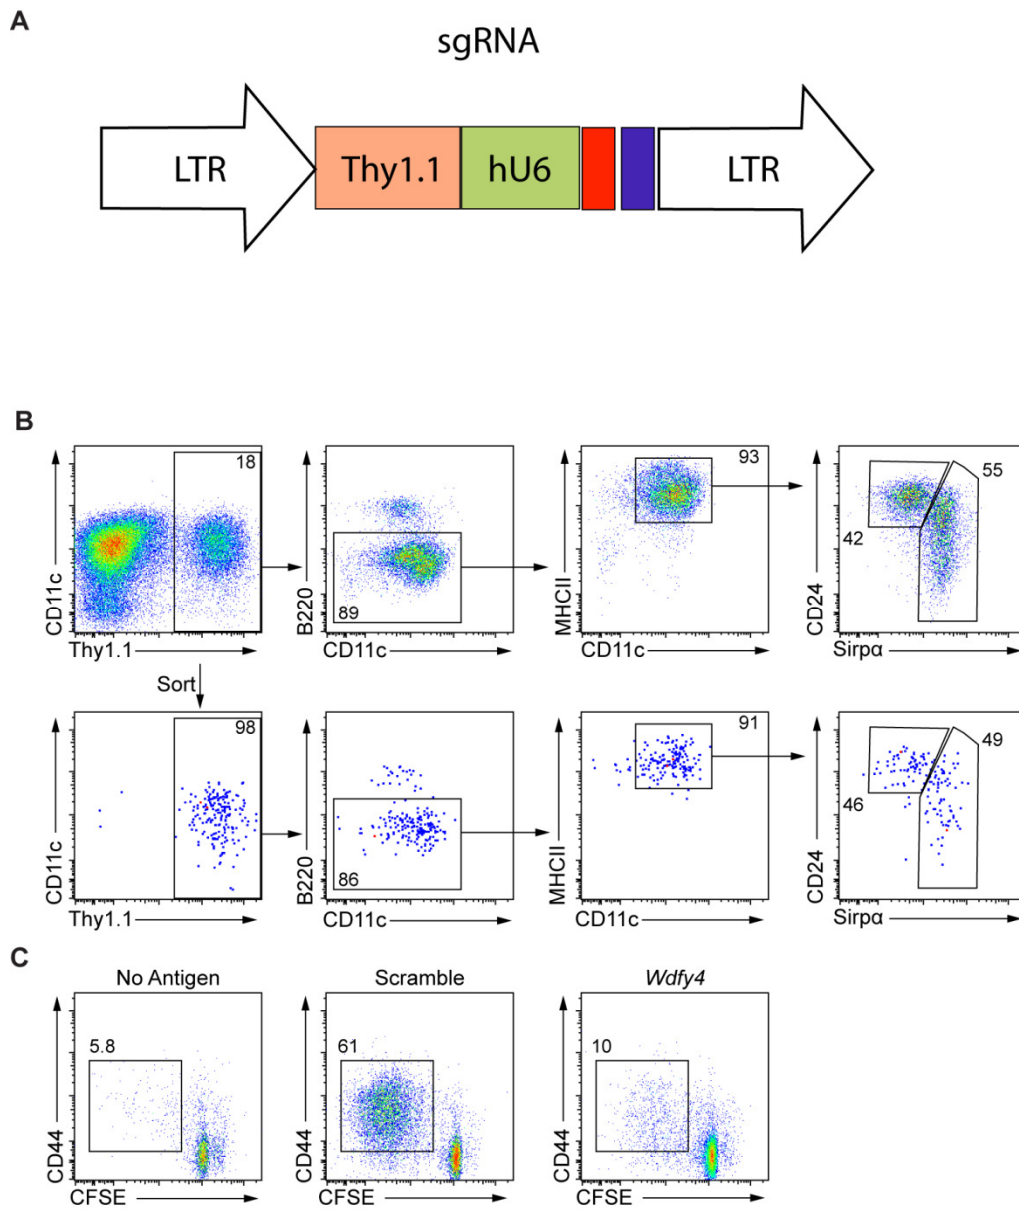 A
sgRNA
LTR
Thy1.1
hU6
LTR
B
CD11c
18
Thy1.1
B220
89
CD11c
MHCII
93
CD11c
CD24
42
55
Sirpα
Sort
CD11c
98
Thy1.1
B220
86
CD11c
MHCII
91
CD11c
CD24
46
49
Sirpα
C
No Antigen
CD44
5.8
CFSE
Scramble
CD44
61
CFSE
Wdfy4
CD44
10
CFSE